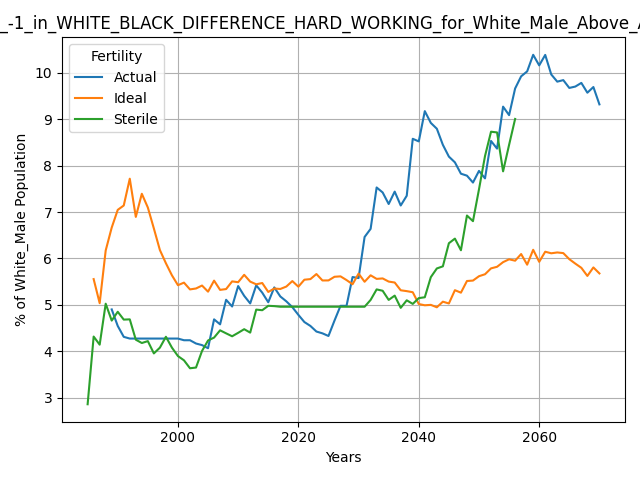 _-1_in_WHITE_BLACK_DIFFERENCE_HARD_WORKING_for_White_Male_Above_A
Fertility
Actual
Ideal
Sterile
% of White_Male Population
10
9
8
7
6
5
4
3
2000
2020
2040
2060
Years